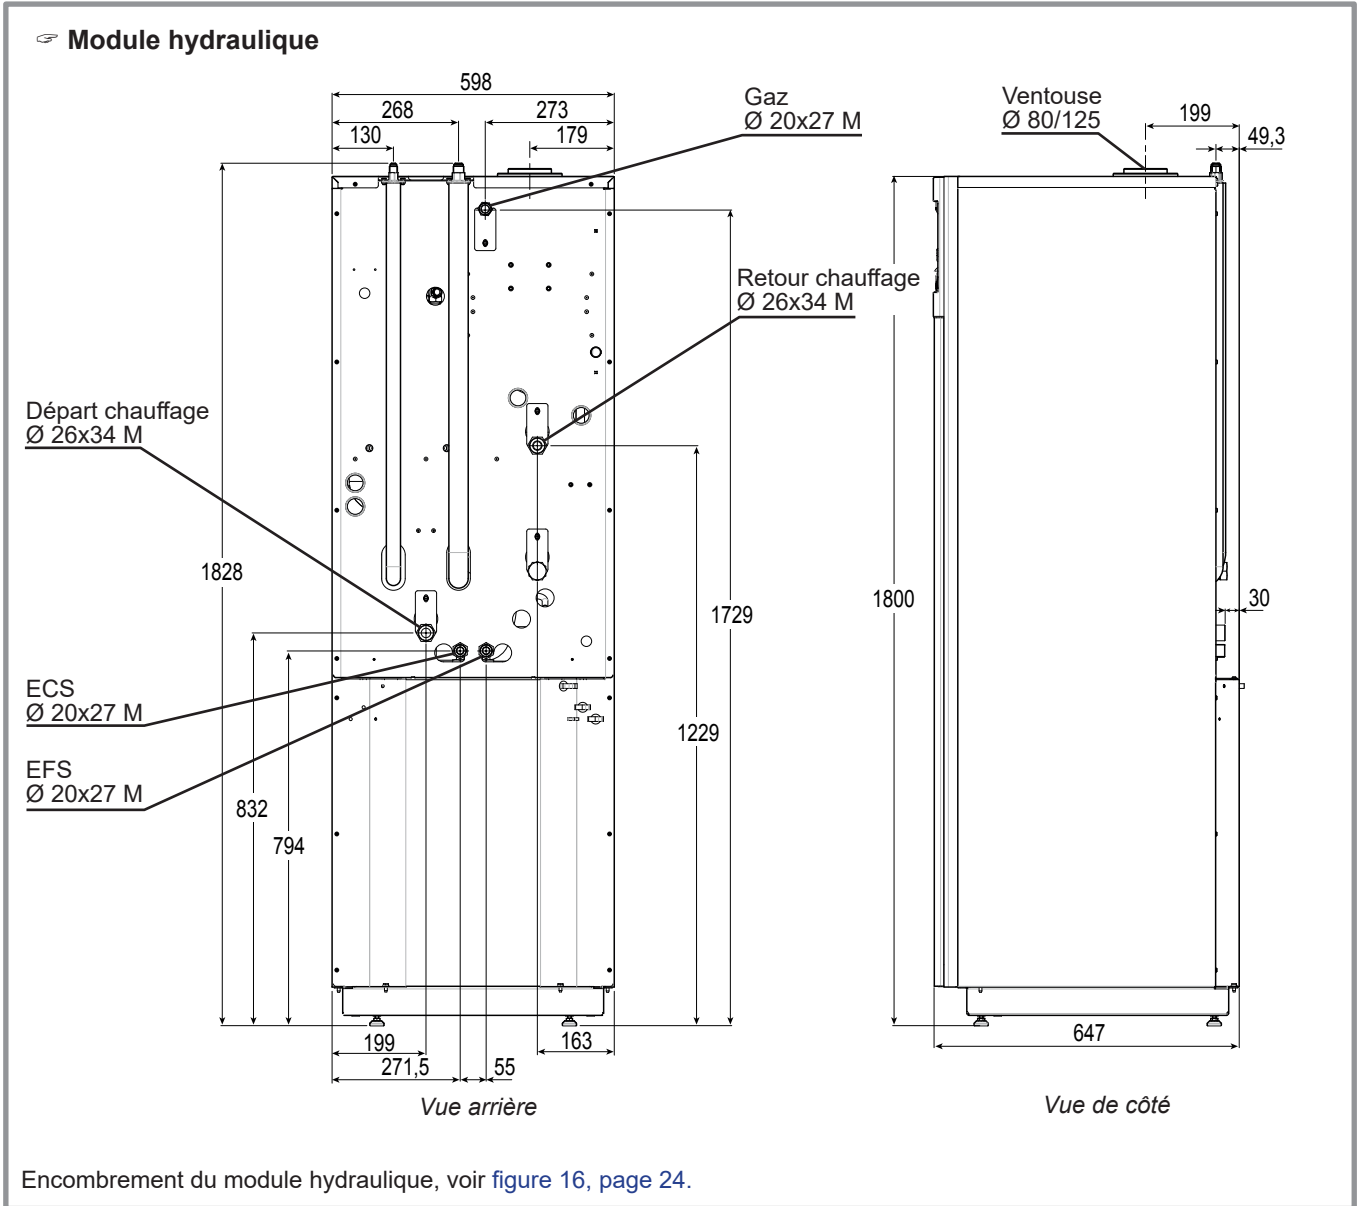 ☞ Module hydraulique
598
268
273
130
179
Gaz
Ø 20x27 M
Ventouse
Ø 80/125
199
49,3
Retour chauffage
Ø 26x34 M
Départ chauffage
Ø 26x34 M
1828
1729
1800
30
ECS
Ø 20x27 M
1229
EFS
Ø 20x27 M
832
794
199
163
271,5
55
647
Vue arrière
Vue de côté
Encombrement du module hydraulique, voir figure 16, page 24.